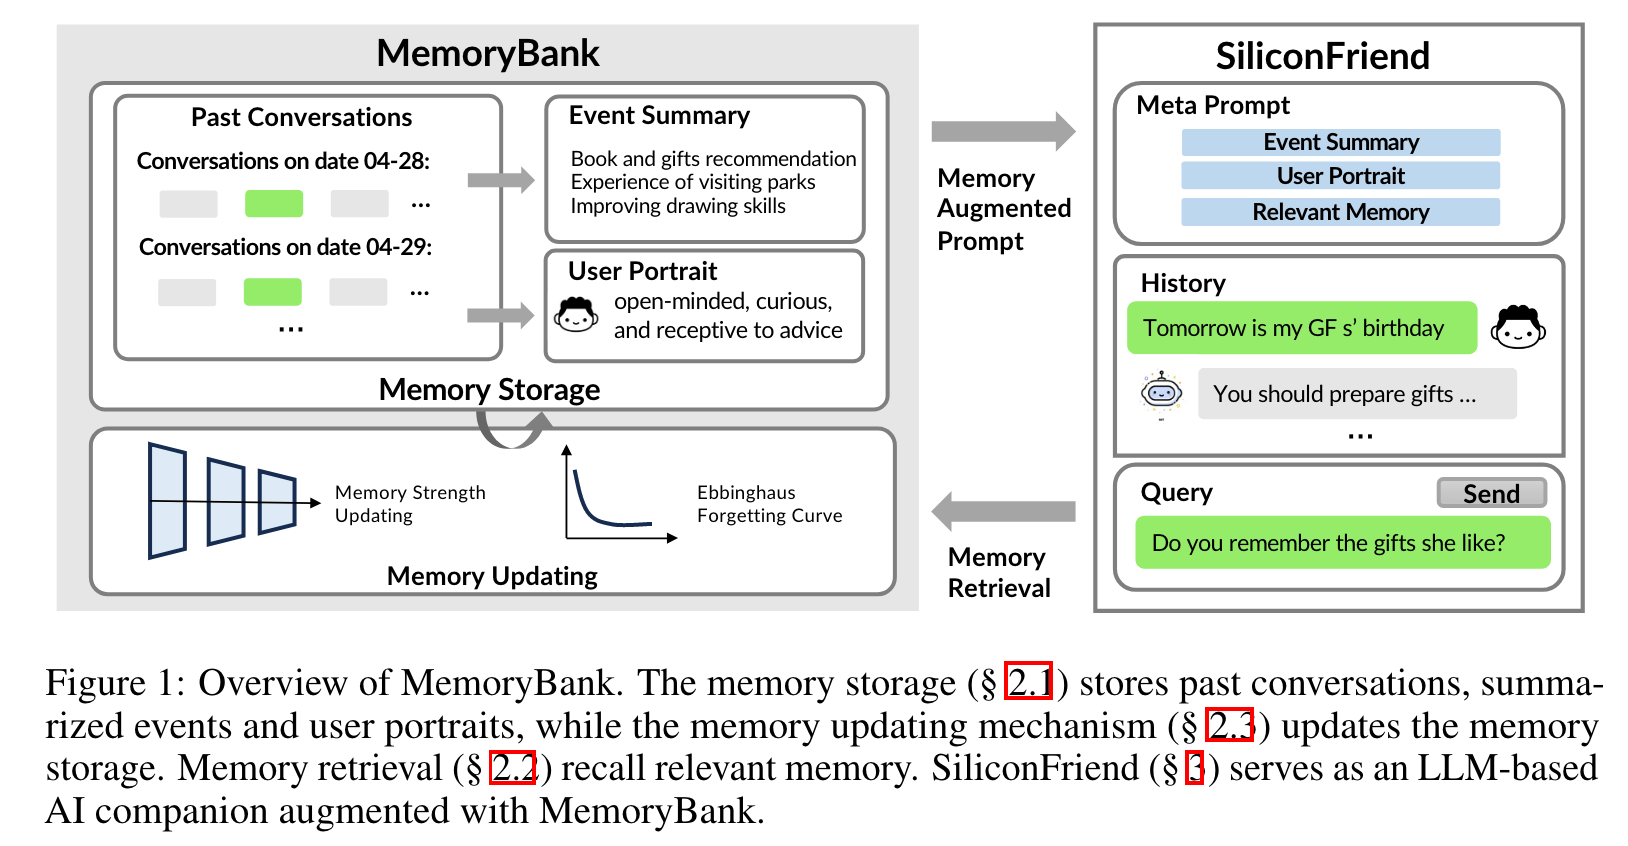 MemoryBank
Past Conversations
Conversations on date 04-28:
...
Conversations on date 04-29:
...
...
Event Summary
Book and gifts recommendation
Experience of visiting parks
Improving drawing skills
User Portrait
open-minded, curious,
and receptive to advice
Memory Storage
Memory Strength
Updating
Ebbinghaus
Forgetting Curve
Memory Updating
Memory
Augmented
Prompt
Memory
Retrieval
SiliconFriend
Meta Prompt
Event Summary
User Portrait
Relevant Memory
History
Tomorrow is my GF s’ birthday
You should prepare gifts ...
...
Query
Send
Do you remember the gifts she like?
Figure 1: Overview of MemoryBank. The memory storage (§ 2.1) stores past conversations, summa-
rized events and user portraits, while the memory updating mechanism (§ 2.3) updates the memory
storage. Memory retrieval (§ 2.2) recall relevant memory. SiliconFriend (§ 3) serves as an LLM-based
AI companion augmented with MemoryBank.